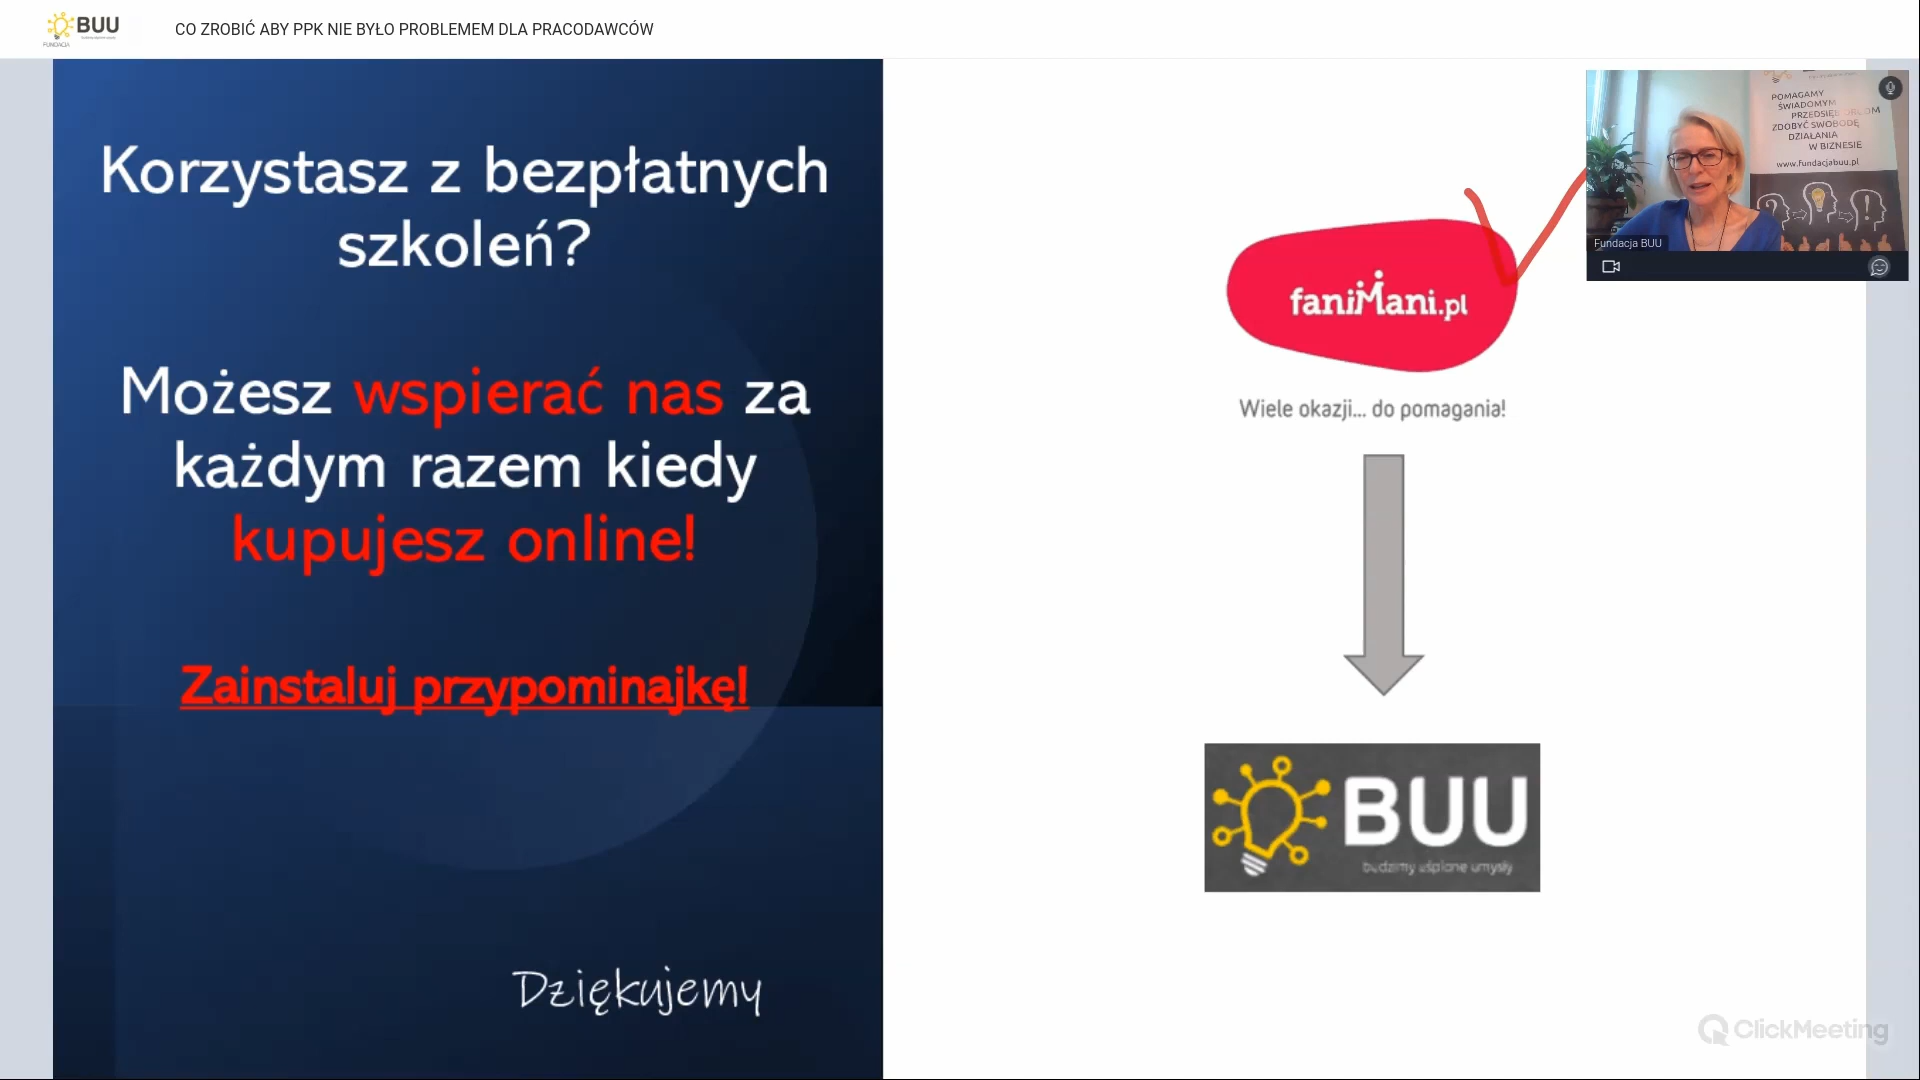 BUU
FUNDACJA
CO ZROBIĆ ABY PPK NIE BYŁO PROBLEMEM DLA PRACODAWCÓW
Korzystasz z bezpłatnych
szkoleń?
Możesz wspierać nas za
każdym razem kiedy
kupujesz online!
Zainstaluj przypominajkę!
Dziękujemy
faniMani.pl
Wiele okazji... do pomagania!
BUU
budzimy uśpione umysły
POMAGAMY
ŚWIADOMYM
PRZEDSIĘBIORCOM
ZDOBYĆ SWOBODĘ
DZIAŁANIA
W BIZNESIE
www.fundacjabuu.pl
Fundacja BUU
ClickMeeting